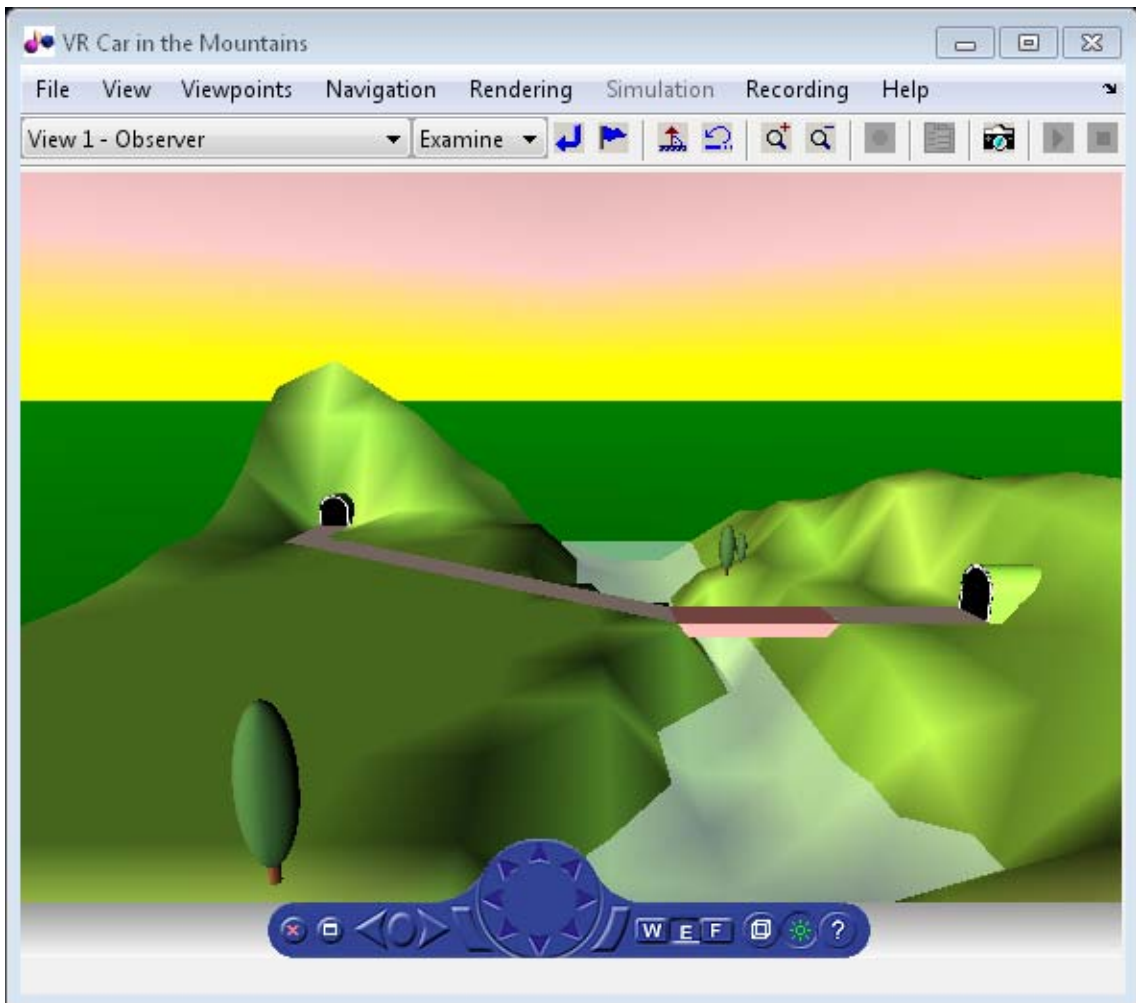 VR Car in the Mountains
File View Viewpoints Navigation Rendering Simulation Recording Help
View 1 - Observer Examine
W E F ?